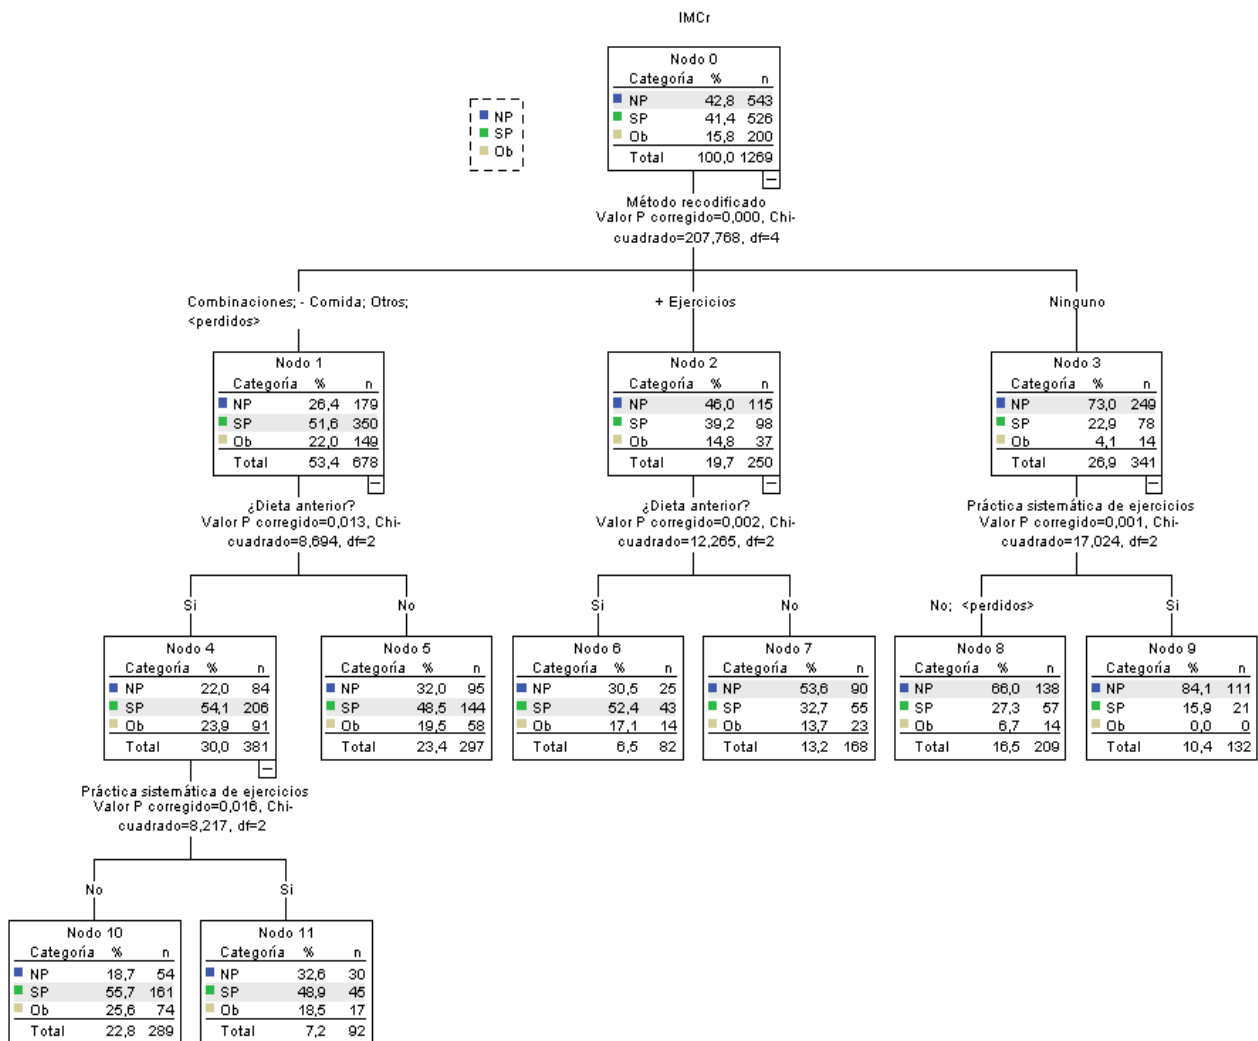 IMCr
NP
SP
Ob
Nodo 0
Categoría % n
NP 42,8 543
SP 41,4 526
Ob 15,8 200
Total 100,0 1269
Método recodificado
Valor P corregido=0,000, Chi-
cuadrado=207,768, df=4
Combinaciones; - Comida; Otros;
<perdidos>
+ Ejercicios
Ninguno
Nodo 1
Categoría % n
NP 26,4 179
SP 51,6 350
Ob 22,0 149
Total 53,4 678
¿Dieta anterior?
Valor P corregido=0,013, Chi-
cuadrado=8,694, df=2
Nodo 2
Categoría % n
NP 46,0 115
SP 39,2 98
Ob 14,8 37
Total 19,7 250
¿Dieta anterior?
Valor P corregido=0,002, Chi-
cuadrado=12,265, df=2
Nodo 3
Categoría % n
NP 73,0 249
SP 22,9 78
Ob 4,1 14
Total 26,9 341
Práctica sistemática de ejercicios
Valor P corregido=0,001, Chi-
cuadrado=17,024, df=2
Si
No
Si
No
No; <perdidos>
Si
Nodo 4
Categoría % n
NP 22,0 84
SP 54,1 206
Ob 23,9 91
Total 30,0 381
Práctica sistemática de ejercicios
Valor P corregido=0,016, Chi-
cuadrado=8,217, df=2
Nodo 5
Categoría % n
NP 32,0 95
SP 48,5 144
Ob 19,5 58
Total 23,4 297
Nodo 6
Categoría % n
NP 30,5 25
SP 52,4 43
Ob 17,1 14
Total 6,5 82
Nodo 7
Categoría % n
NP 53,6 90
SP 32,7 55
Ob 13,7 23
Total 13,2 168
Nodo 8
Categoría % n
NP 66,0 138
SP 27,3 57
Ob 6,7 14
Total 16,5 209
Nodo 9
Categoría % n
NP 84,1 111
SP 15,9 21
Ob 0,0 0
Total 10,4 132
No
Si
Nodo 10
Categoría % n
NP 18,7 54
SP 55,7 161
Ob 25,6 74
Total 22,8 289
Nodo 11
Categoría % n
NP 32,6 30
SP 48,9 45
Ob 18,5 17
Total 7,2 92